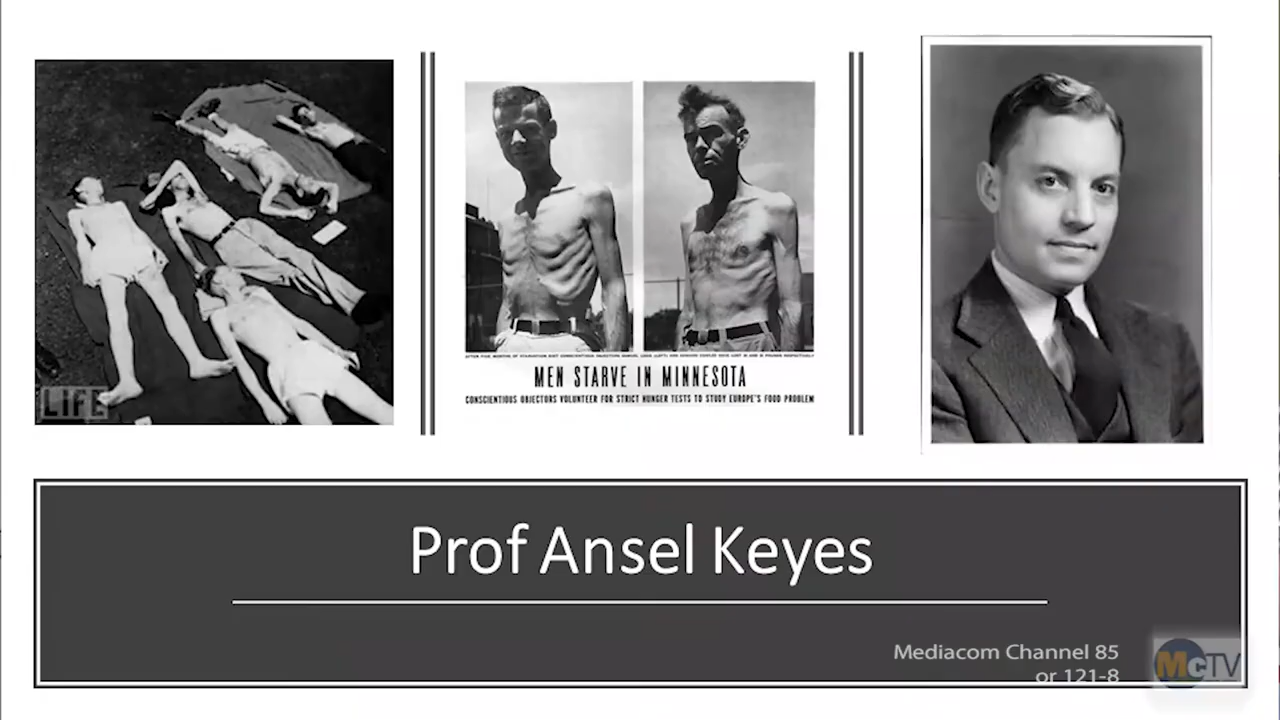 LIFE
MEN STARVE IN MINNESOTA
CONSCIENTIOUS OBJECTORS VOLUNTEER FOR STRICT HUNGER TESTS TO STUDY EUROPE'S FOOD PROBLEM
Prof Ansel Keyes
Mediacom Channel 85
or 121-8
McTV